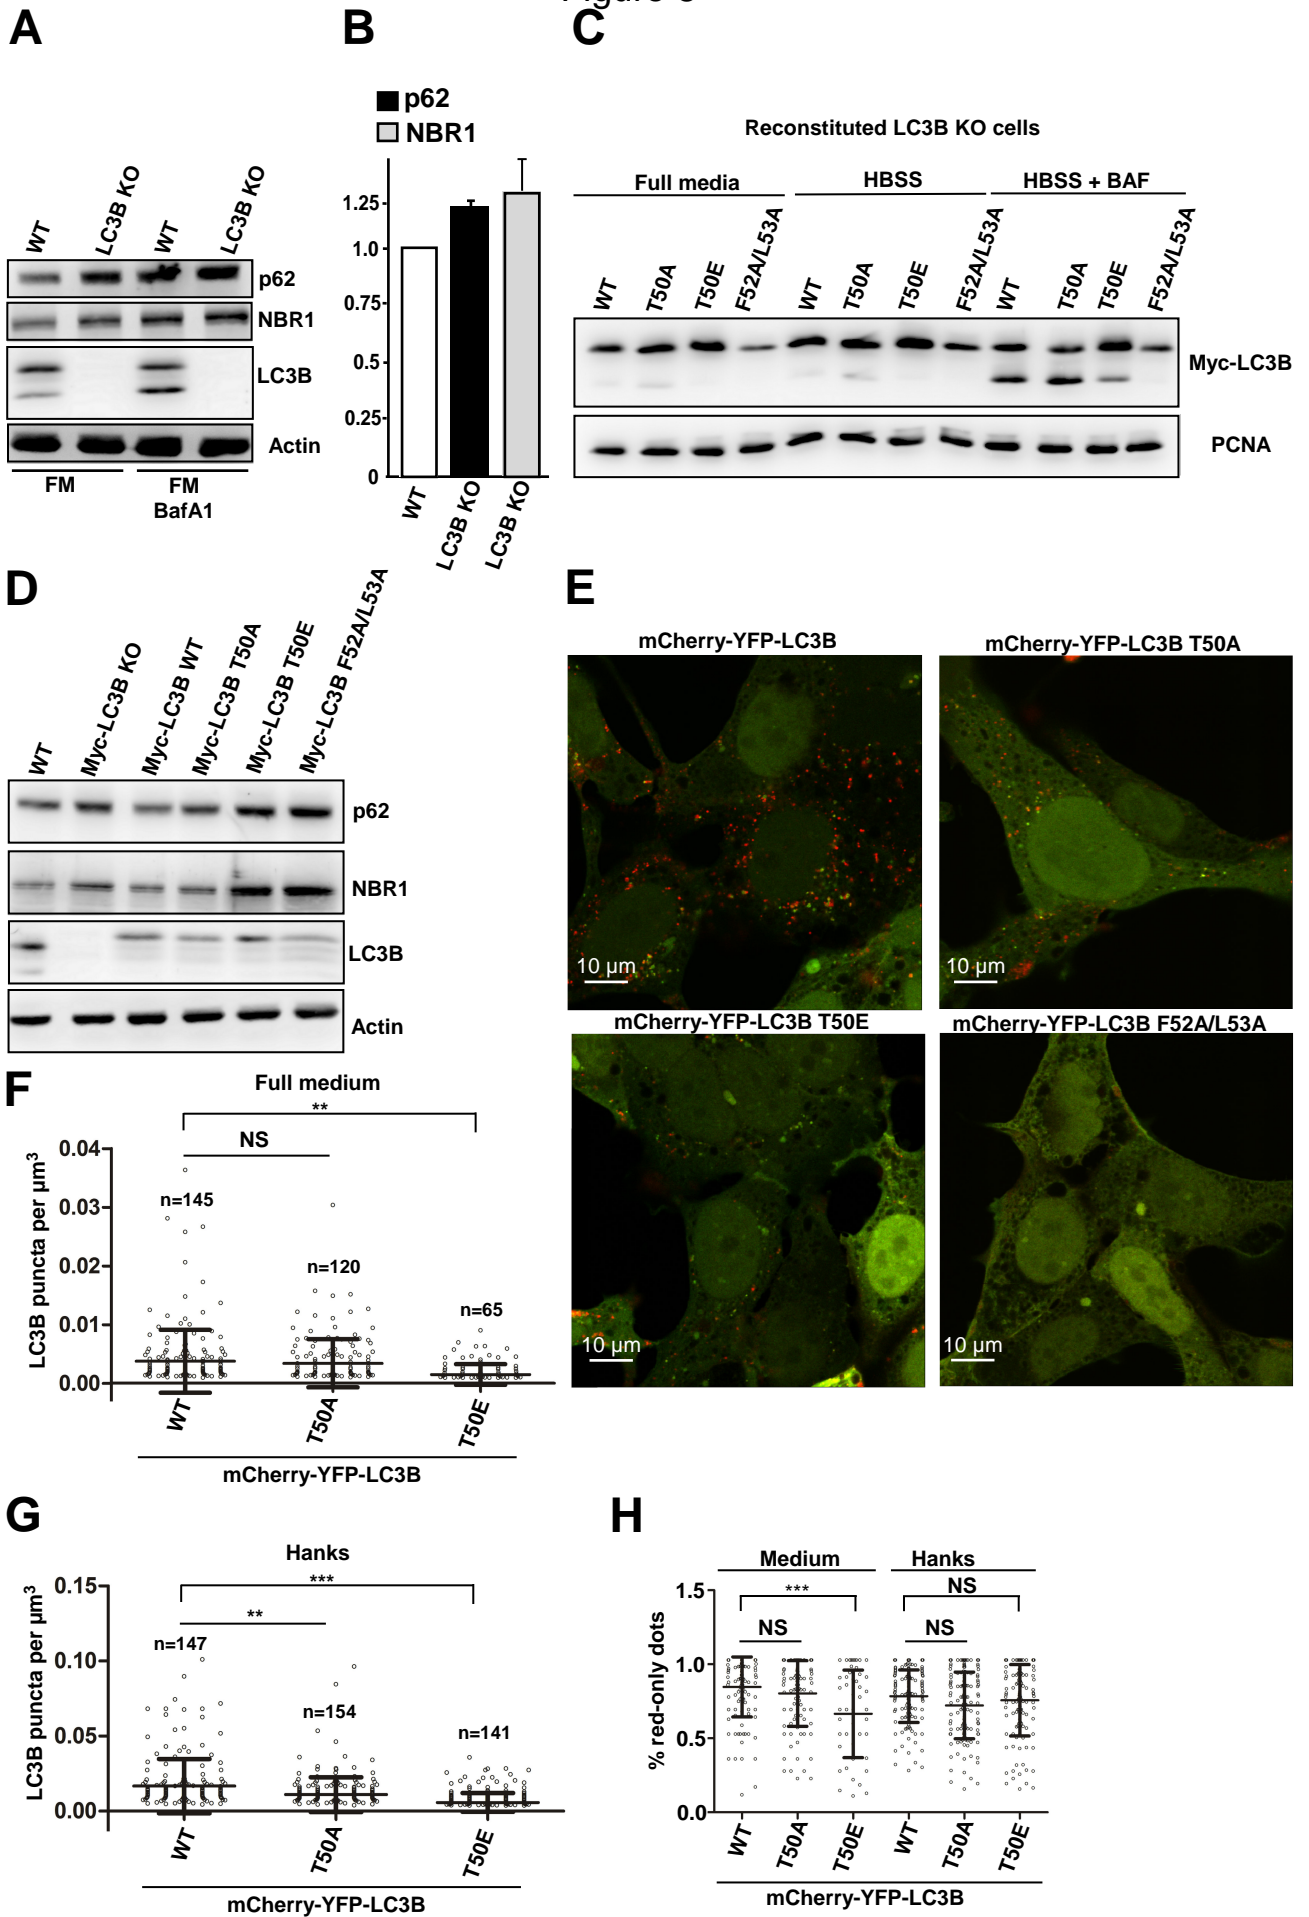 A
B
C
p62
NBR1
WT
LC3B KO
WT
LC3B KO
p62
NBR1
LC3B
Actin
FM
FM
BafA1
1.25
1.0
0.75
0.5
0.25
0
WT
LC3B KO
LC3B KO
Reconstituted LC3B KO cells
Full media
HBSS
HBSS + BAF
WT
T50A
T50E
F52A/L53A
WT
T50A
T50E
F52A/L53A
WT
T50A
T50E
F52A/L53A
Myc-LC3B
PCNA
D
WT
Myc-LC3B KO
Myc-LC3B WT
Myc-LC3B T50A
Myc-LC3B T50E
Myc-LC3B F52A/L53A
p62
NBR1
LC3B
Actin
E
mCherry-YFP-LC3B
mCherry-YFP-LC3B T50A
10 µm
10 µm
mCherry-YFP-LC3B T50E
mCherry-YFP-LC3B F52A/L53A
10 µm
10 µm
F
Full medium
**
NS
LC3B puncta per µm³
0.04
0.03
0.02
0.01
0.00
n=145
n=120
n=65
WT
T50A
T50E
mCherry-YFP-LC3B
G
Hanks
***
**
LC3B puncta per µm³
0.15
0.10
0.05
0.00
n=147
n=154
n=141
WT
T50A
T50E
mCherry-YFP-LC3B
H
Medium
Hanks
***
NS
NS
NS
% red-only dots
1.5
1.0
0.5
0.0
WT
T50A
T50E
WT
T50A
T50E
mCherry-YFP-LC3B